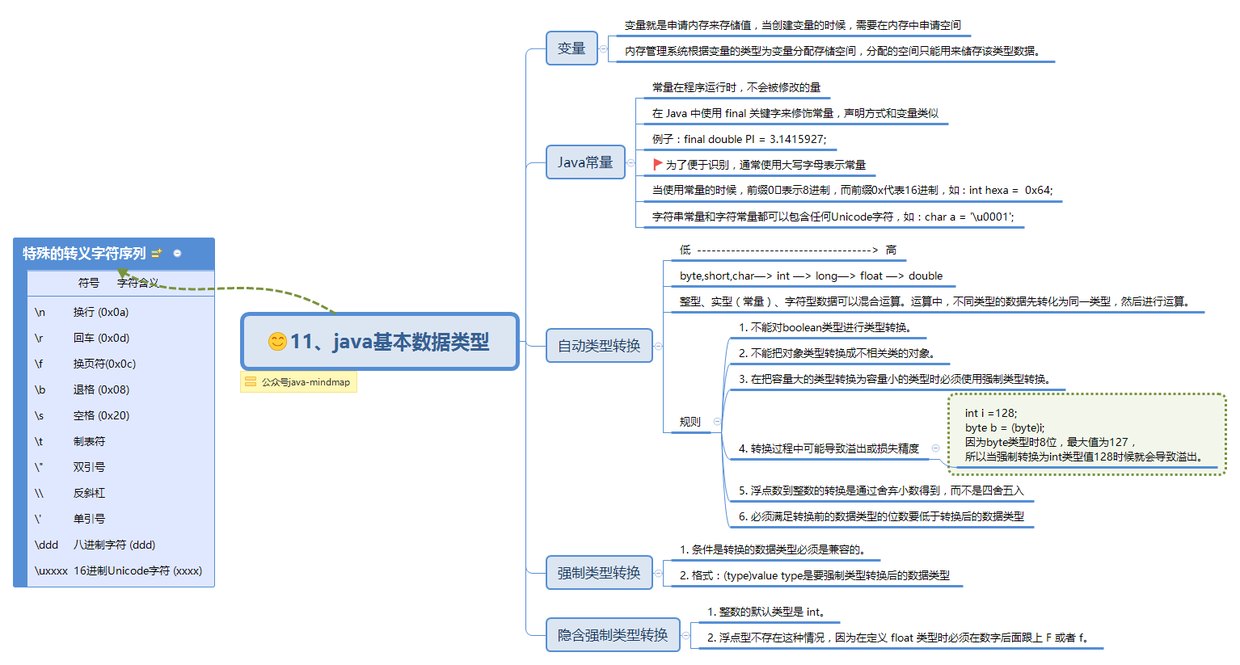 特殊的转义字符序列
符号 字符含义
\n 换行 (0x0a)
\r 回车 (0x0d)
\f 换页符(0x0c)
\b 退格 (0x08)
\s 空格 (0x20)
\t 制表符
\" 双引号
\\ 反斜杠
\' 单引号
\ddd 八进制字符 (ddd)
\uxxxx 16进制Unicode字符 (xxxx)
11、java基本数据类型
公众号java-mindmap
变量
变量就是申请内存来存储值，当创建变量的时候，需要在内存中申请空间
内存管理系统根据变量的类型为变量分配存储空间，分配的空间只能用来储存该类型数据。
Java常量
常量在程序运行时，不会被修改的量
在 Java 中使用 final 关键字来修饰常量，声明方式和变量类似
例子：final double PI = 3.1415927;
为了便于识别，通常使用大写字母表示常量
当使用常量的时候，前缀0▯表示8进制，而前缀0x代表16进制，如：int hexa = 0x64;
字符串常量和字符常量都可以包含任何Unicode字符，如：char a = '\u0001';
自动类型转换
低 ------------------------------------> 高
byte,short,char—> int —> long—> float —> double
整型、实型（常量）、字符型数据可以混合运算。运算中，不同类型的数据先转化为同一类型，然后进行运算。
规则
1. 不能对boolean类型进行类型转换。
2. 不能把对象类型转换成不相关类的对象。
3. 在把容量大的类型转换为容量小的类型时必须使用强制类型转换。
4. 转换过程中可能导致溢出或损失精度
int i =128;
byte b = (byte)i;
因为byte类型时8位，最大值为127，
所以当强制转换为int类型值128时候就会导致溢出。
5. 浮点数到整数的转换是通过舍弃小数得到，而不是四舍五入
6. 必须满足转换前的数据类型的位数要低于转换后的数据类型
强制类型转换
1. 条件是转换的数据类型必须是兼容的。
2. 格式：(type)value type是要强制类型转换后的数据类型
隐含强制类型转换
1. 整数的默认类型是 int。
2. 浮点型不存在这种情况，因为在定义 float 类型时必须在数字后面跟上 F 或者 f。